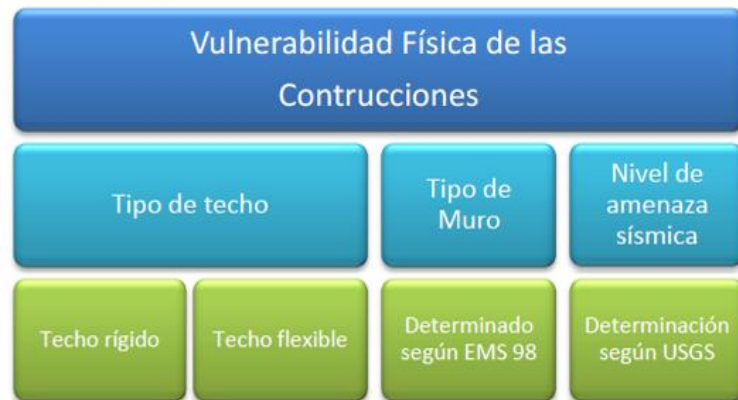 Vulnerabilidad Física de las
Contrucciones
Tipo de techo
Tipo de
Muro
Nivel de
amenaza
sísmica
Techo rígido
Techo flexible
Determinado
según EMS 98
Determinación
según USGS